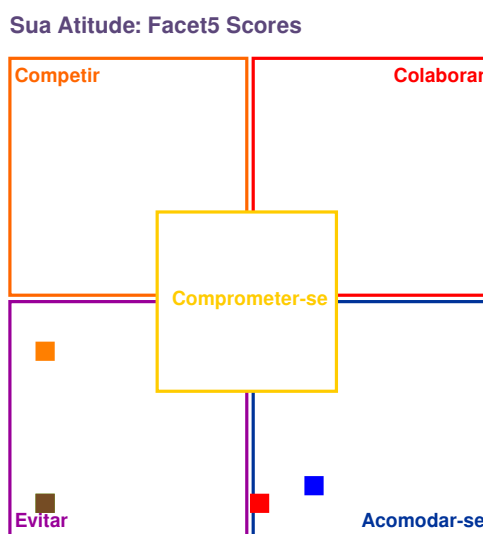 Sua Atitude: Facet5 Scores
Competir
Colaborar
Comprometer-se
Evitar
Acomodar-se